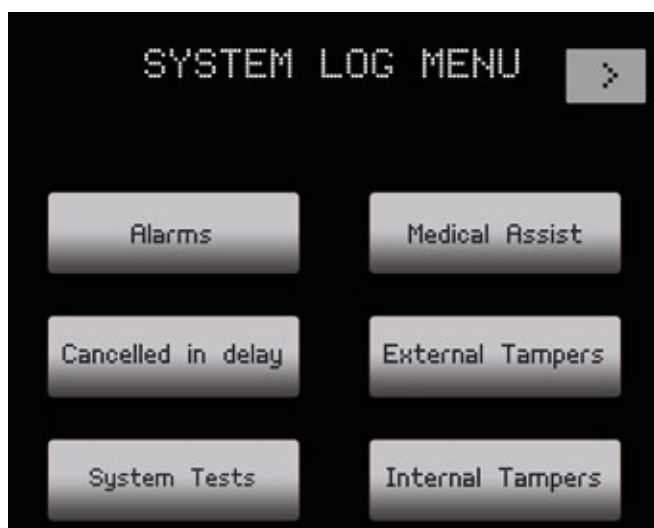 SYSTEM LOG MENU >
Alarms
Medical Assist
Cancelled in delay
External Tampers
System Tests
Internal Tampers